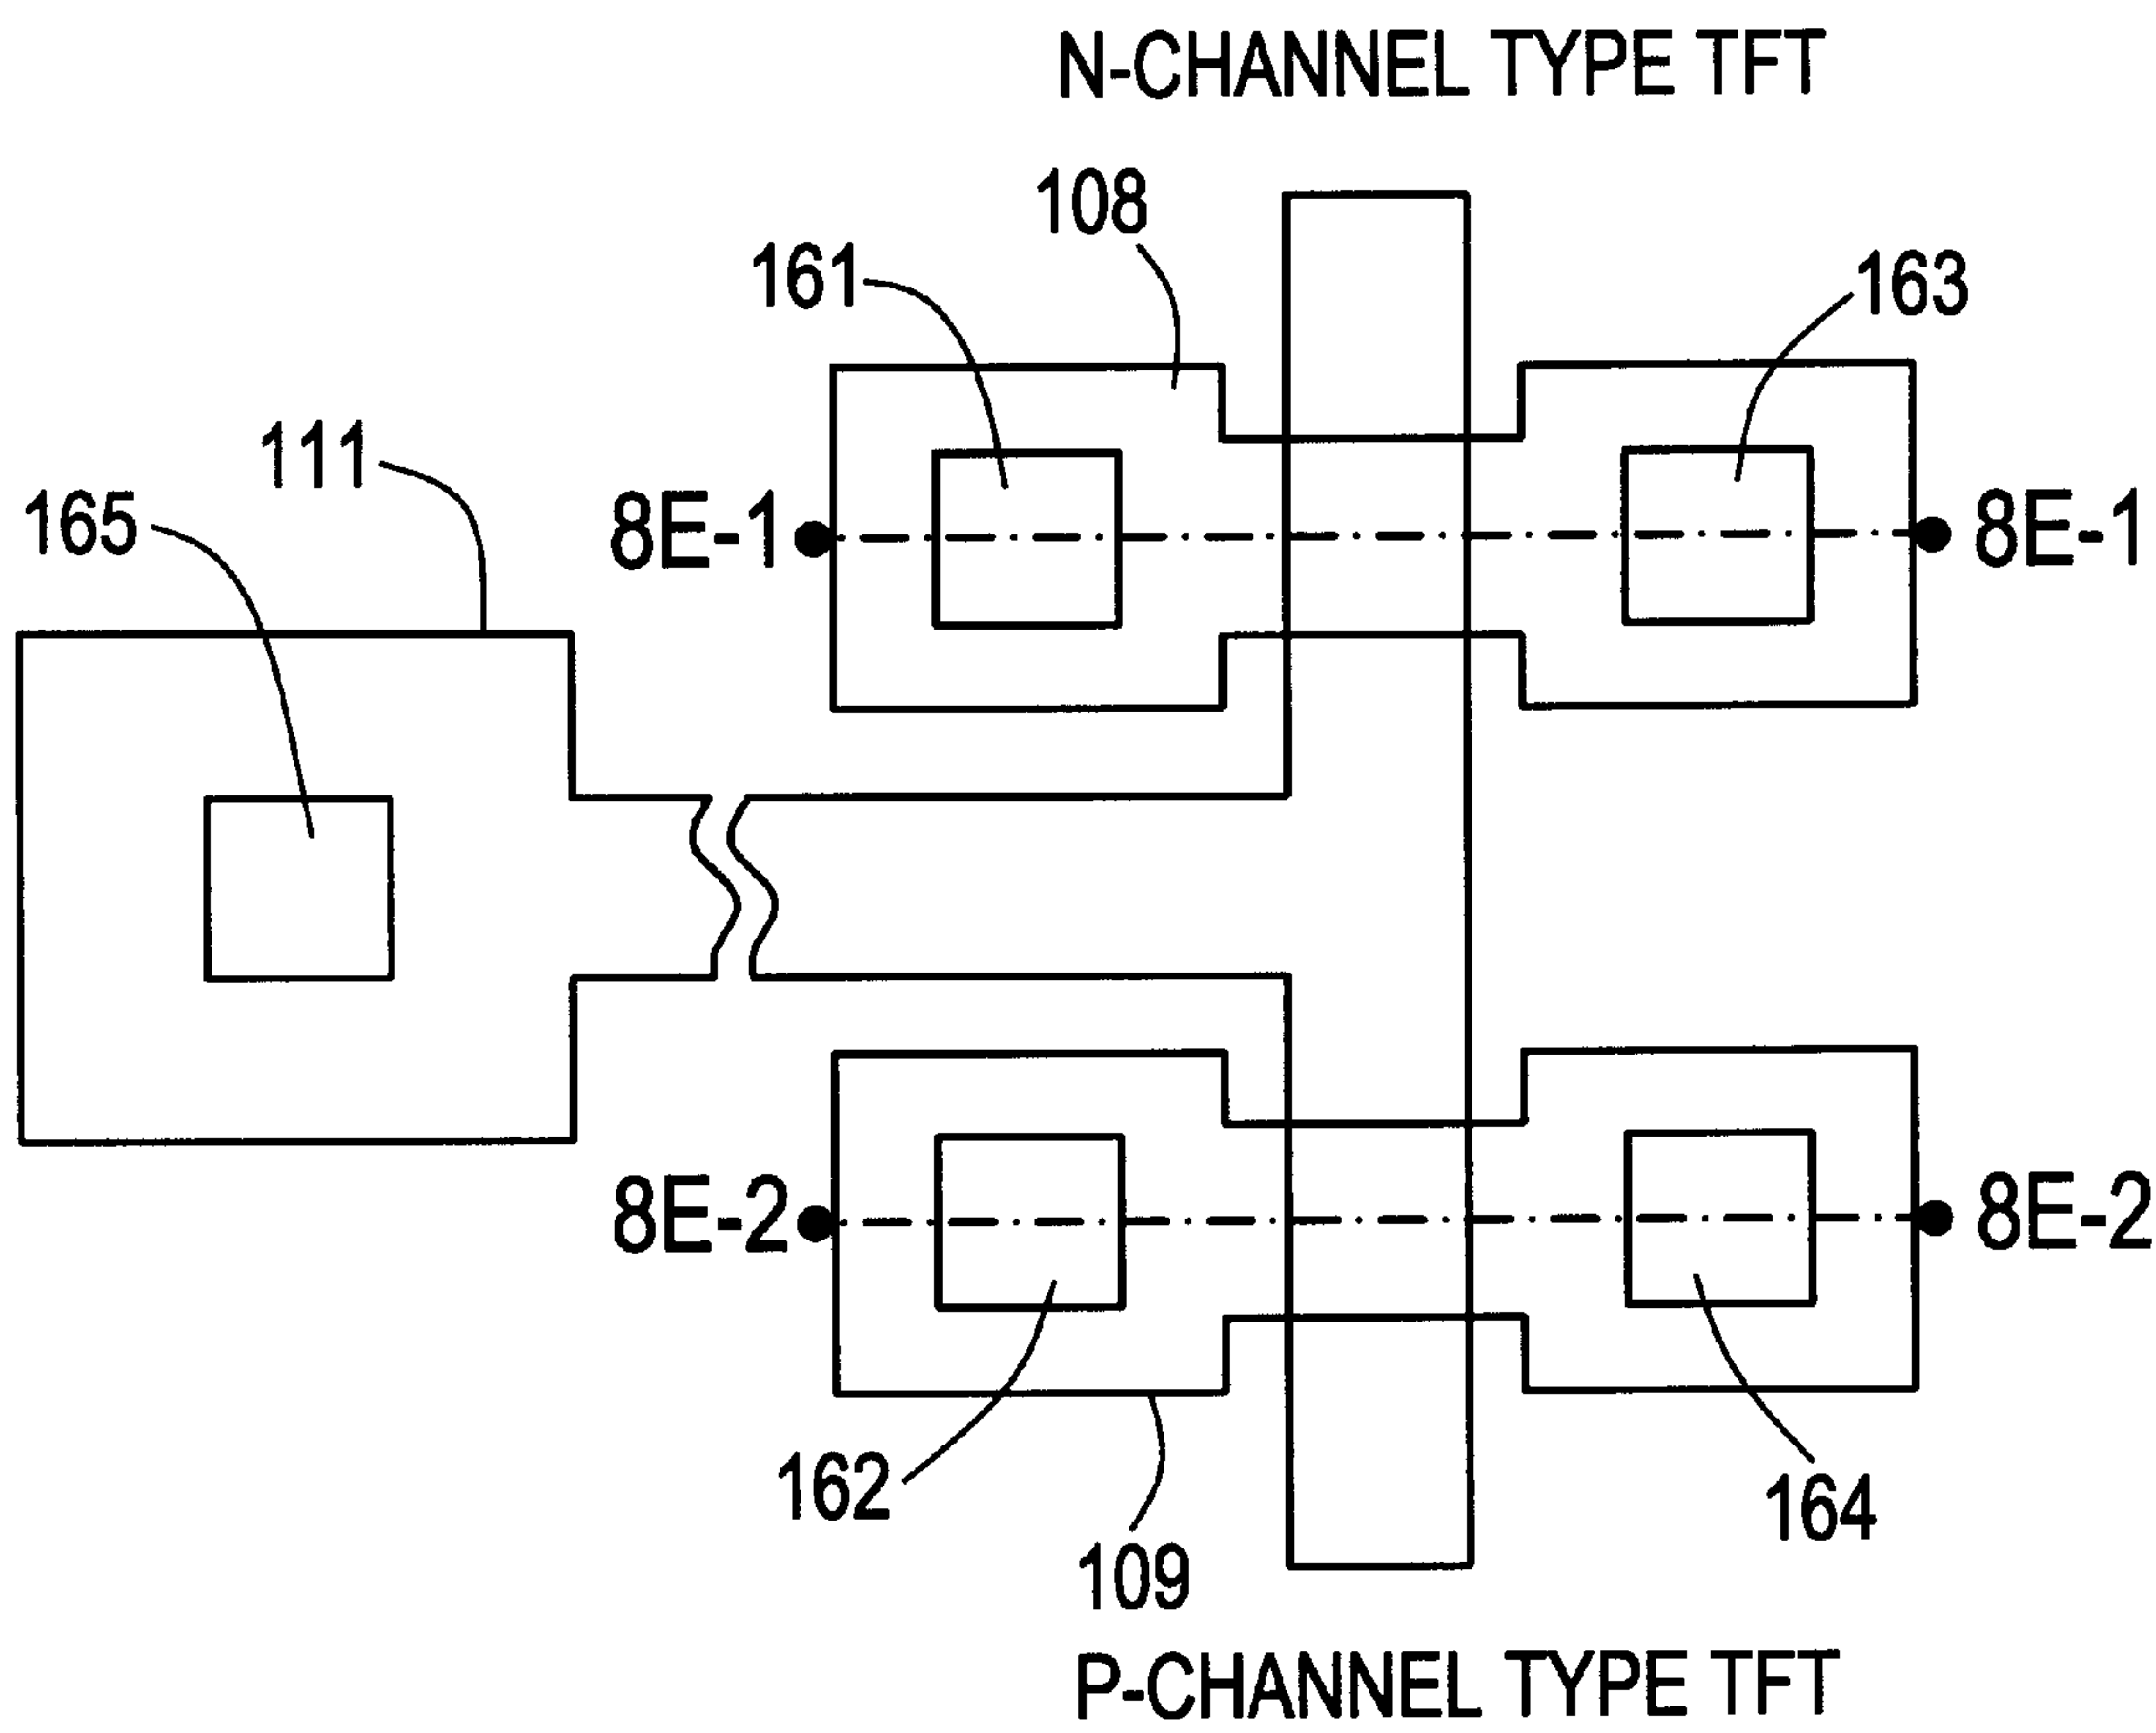 N-CHANNEL TYPE TFT
108
161
163
111
165
8E-1
8E-1
8E-2
8E-2
162
164
109
P-CHANNEL TYPE TFT